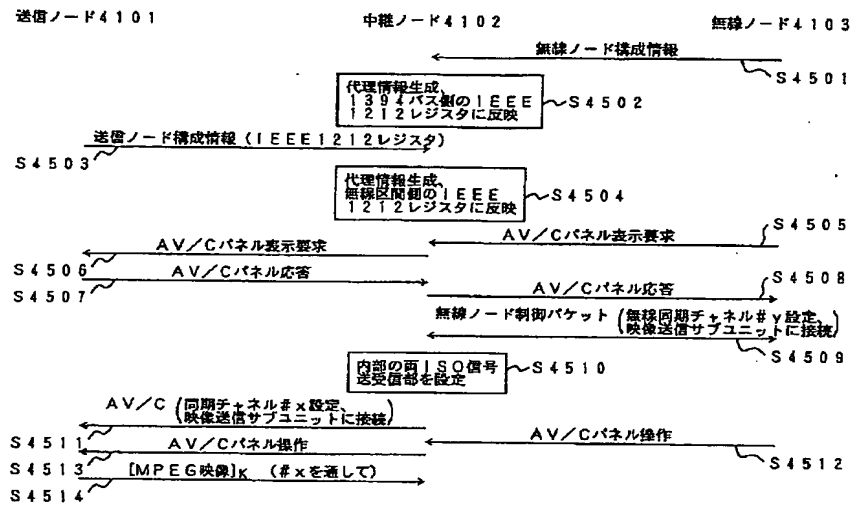 送信ノード4101
中継ノード4102
無線ノード4103
無線ノード構成情報
S4501
代理情報生成、
1394バス側のIEEE
1212レジスタに反映
S4502
送信ノード構成情報（IEEE1212レジスタ）
S4503
代理情報生成、
無線区間側のIEEE
1212レジスタに反映
S4504
S4505
AV／Cパネル表示要求
AV／Cパネル表示要求
S4506
AV／Cパネル応答
S4507
S4508
AV／Cパネル応答
無線ノード制御パケット（無線同期チャネル＃y設定、
映像送信サブユニットに接続）
S4509
内部の両ISO信号
送受信部を設定
S4510
AV／C（同期チャネル＃x設定、
映像送信サブユニットに接続）
S4511
AV／Cパネル操作
AV／Cパネル操作
S4512
S4513
[MPEG映像]K （＃xを通して）
S4514